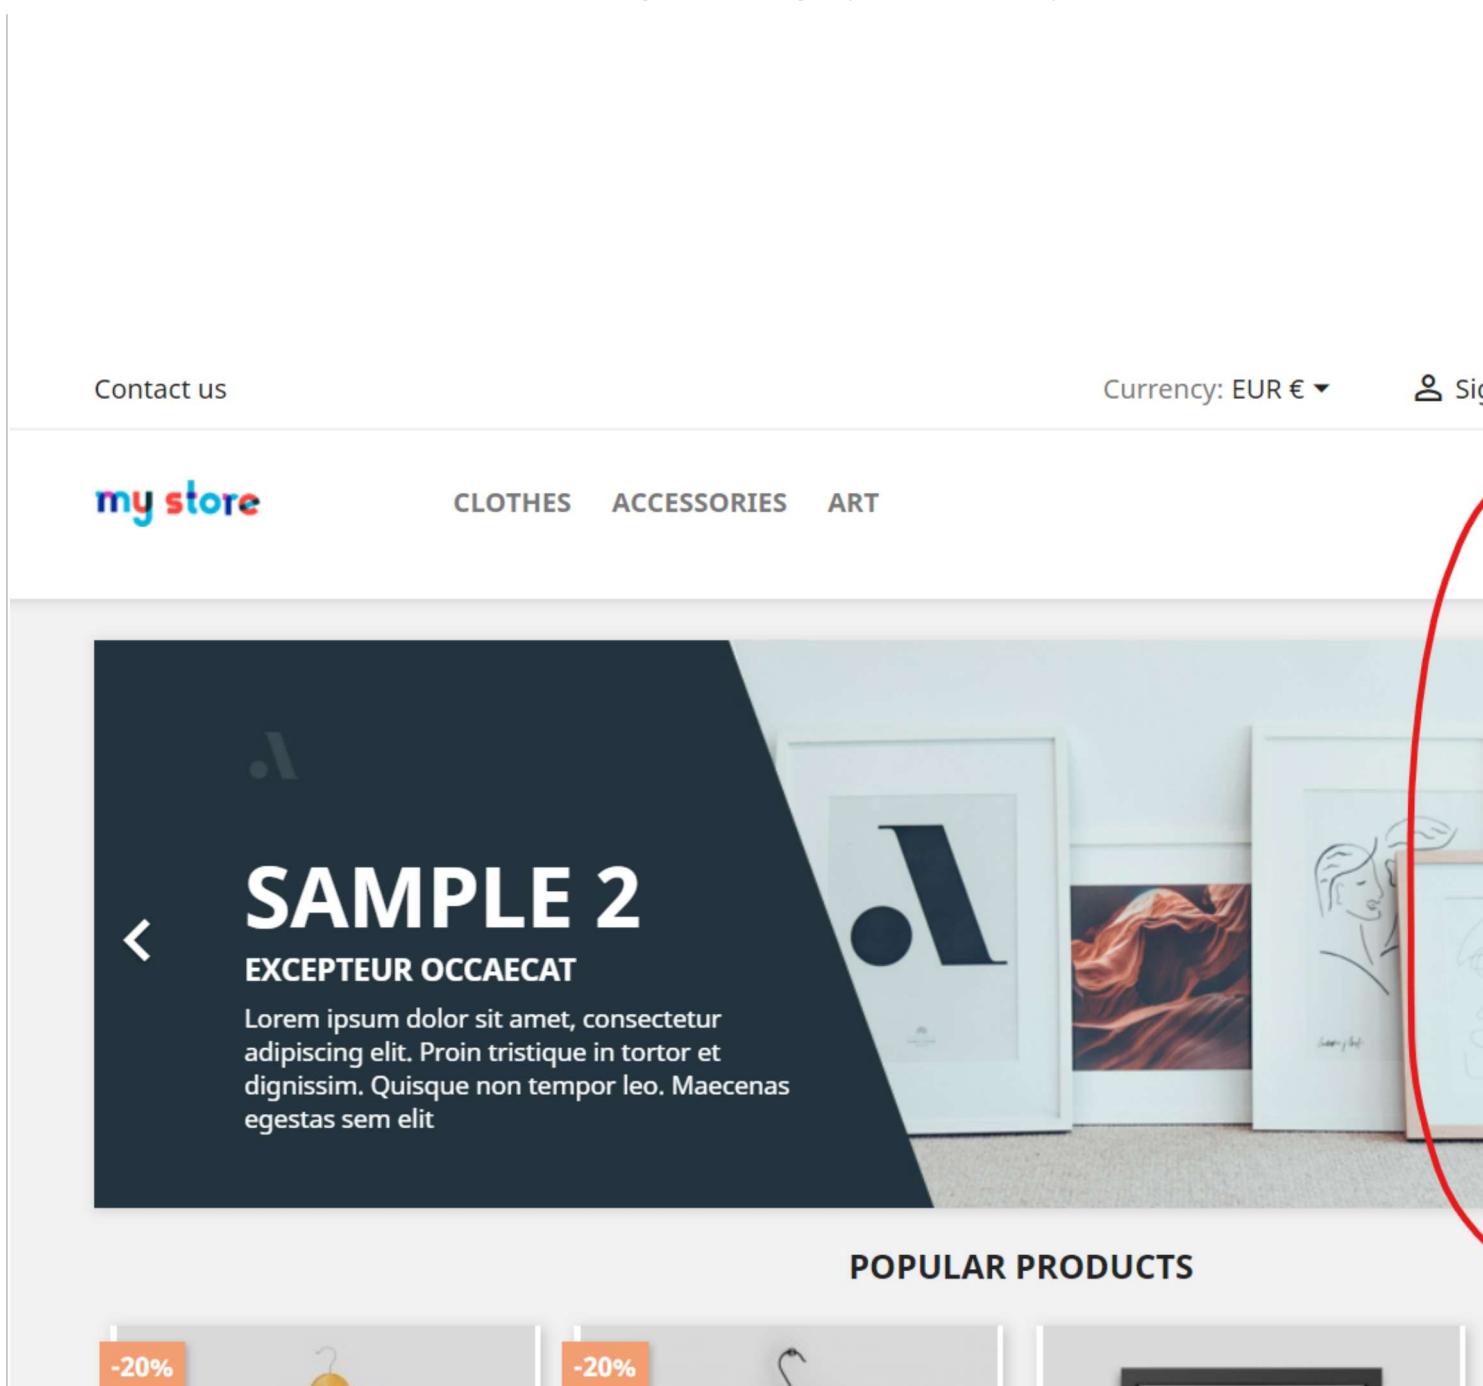 Contact us
Currency: EUR €
my store
CLOTHES ACCESSORIES ART
SAMPLE 2
EXCEPTEUR OCCAECAT
Lorem ipsum dolor sit amet, consectetur
adipiscing elit. Proin tristique in tortor et
dignissim. Quisque non tempor leo. Maecenas
egestas sem elit
POPULAR PRODUCTS
-20%
-20%